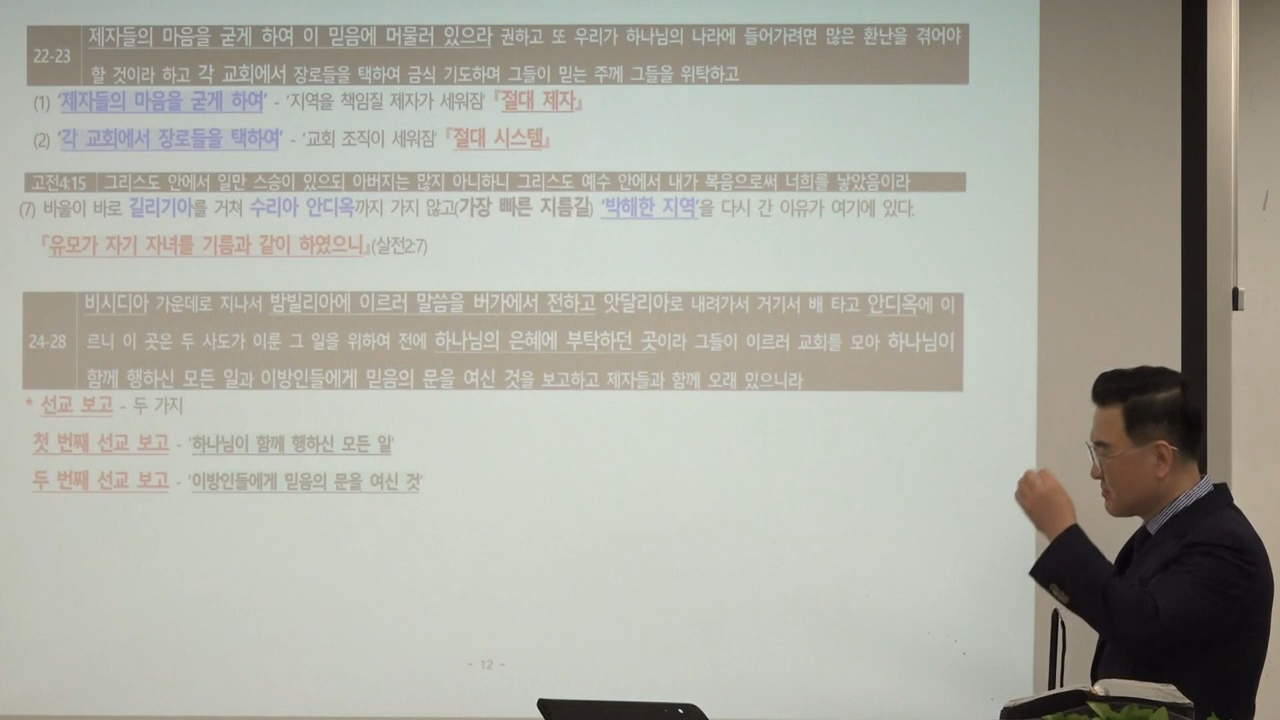 22-23 제자들의 마음을 굳게 하여 이 믿음에 머물러 있으라 권하고 또 우리가 하나님의 나라에 들어가려면 많은 환난을 겪어야
할 것이라 하고 각 교회에서 장로들을 택하여 금식 기도하며 그들이 믿는 주께 그들을 위탁하고
(1) '제자들의 마음을 굳게 하여' - '지역을 책임질 제자가 세워짐' 『절대 제자』
(2) '각 교회에서 장로들을 택하여' - '교회 조직이 세워짐' 『절대 시스템』
고전4:15 그리스도 안에서 일만 스승이 있으되 아버지는 많지 아니하니 그리스도 예수 안에서 내가 복음으로써 너희를 낳았음이라
(7) 바울이 바로 길리기아를 거쳐 수리아 안디옥까지 가지 않고(가장 빠른 지름길) '박해한 지역'을 다시 간 이유가 여기에 있다.
『유모가 자기 자녀를 기름과 같이 하였으니』(살전2:7)
24-28 비시디아 가운데로 지나서 밤빌리아에 이르러 말씀을 버가에서 전하고 앗달리아로 내려가서 거기서 배 타고 안디옥에 이
르니 이 곳은 두 사도가 이룬 그 일을 위하여 전에 하나님의 은혜에 부탁하던 곳이라 그들이 이르러 교회를 모아 하나님이
함께 행하신 모든 일과 이방인들에게 믿음의 문을 여신 것을 보고하고 제자들과 함께 오래 있으니라
* 선교 보고 - 두 가지
첫 번째 선교 보고 - '하나님이 함께 행하신 모든 일'
두 번째 선교 보고 - '이방인들에게 믿음의 문을 여신 것'
- 12 -